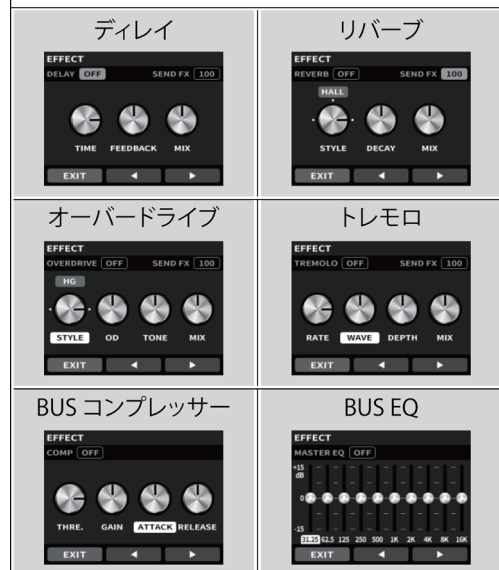 ディレイ
EFFECT
DELAY OFF SEND FX 100
TIME FEEDBACK MIX
EXIT ◀ ▶
リバーブ
EFFECT
REVERB OFF SEND FX 100
HALL
STYLE DECAY MIX
EXIT ◀ ▶
オーバードライブ
EFFECT
OVERDRIVE OFF SEND FX 100
HG
STYLE OD TONE MIX
EXIT ◀ ▶
トレモロ
EFFECT
TREMOLO OFF SEND FX 100
RATE WAVE DEPTH MIX
EXIT ◀ ▶
BUS コンプレッサー
EFFECT
COMP OFF
THRE. GAIN ATTACK RELEASE
EXIT ◀ ▶
BUS EQ
EFFECT
MASTER EQ OFF
+15
dB
0
-15
31.25 62.5 125 250 500 1K 2K 4K 8K 16K
EXIT ◀ ▶